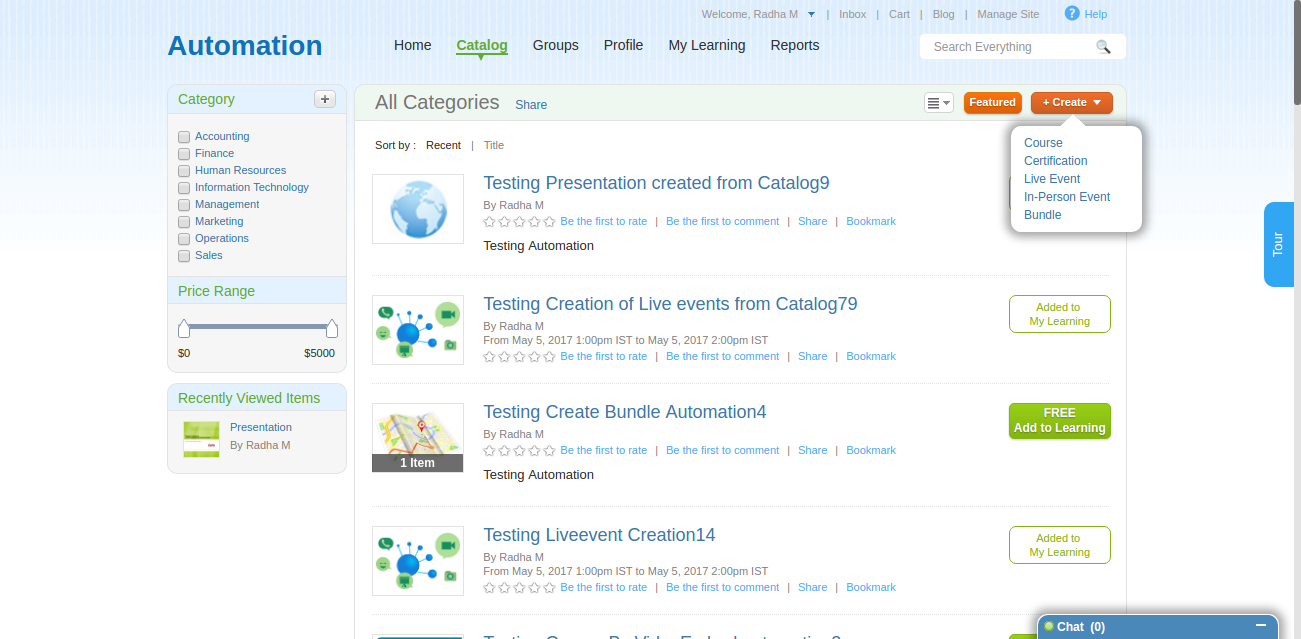 Welcome, Radha M | Inbox | Cart | Blog | Manage Site ? Help
Automation
Home Catalog Groups Profile My Learning Reports
Search Everything
Category +
Accounting
Finance
Human Resources
Information Technology
Management
Marketing
Operations
Sales
Price Range
$0 $5000
Recently Viewed Items
Presentation
By Radha M
All Categories Share
Featured
+ Create
Course
Certification
Live Event
In-Person Event
Bundle
Sort by : Recent | Title
Testing Presentation created from Catalog9
By Radha M
Be the first to rate | Be the first to comment | Share | Bookmark
Testing Automation
Testing Creation of Live events from Catalog79
By Radha M
From May 5, 2017 1:00pm IST to May 5, 2017 2:00pm IST
Be the first to rate | Be the first to comment | Share | Bookmark
Added to
My Learning
1 Item
Testing Create Bundle Automation4
By Radha M
Be the first to rate | Be the first to comment | Share | Bookmark
Testing Automation
FREE
Add to Learning
Testing Liveevent Creation14
By Radha M
From May 5, 2017 1:00pm IST to May 5, 2017 2:00pm IST
Be the first to rate | Be the first to comment | Share | Bookmark
Added to
My Learning
Tour
Chat (0)